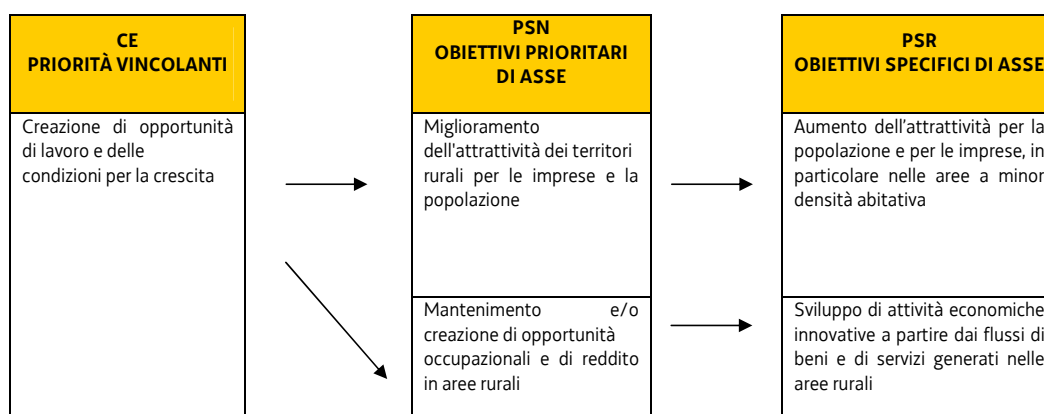 CE
PRIORITÀ VINCOLANTI
PSN
OBIETTIVI PRIORITARI
DI ASSE
PSR
OBIETTIVI SPECIFICI DI ASSE
Creazione di opportunità
di lavoro e delle
condizioni per la crescita
Miglioramento
dell'attrattività dei territori
rurali per le imprese e la
popolazione
Aumento dell’attrattività per la
popolazione e per le imprese, in
particolare nelle aree a minor
densità abitativa
Mantenimento e/o
creazione di opportunità
occupazionali e di reddito
in aree rurali
Sviluppo di attività economiche
innovative a partire dai flussi di
beni e di servizi generati nelle
aree rurali